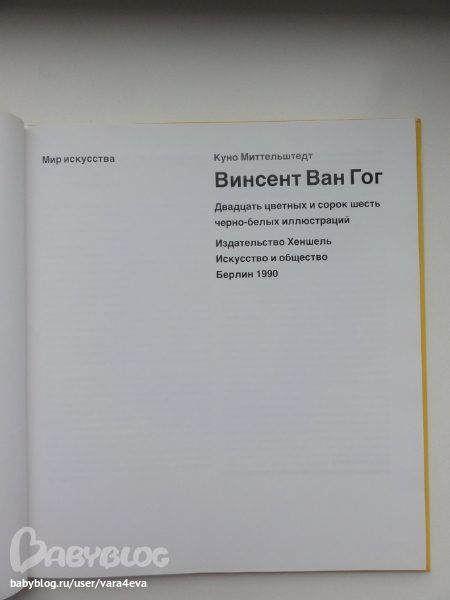 Мир искусства
Куно Миттельштедт
Винсент Ван Гог
Двадцать цветных и сорок шесть
черно-белых иллюстраций
Издательство Хеншель
Искусство и общество
Берлин 1990
BABYBLOG
babyblog.ru/user/vara4eva